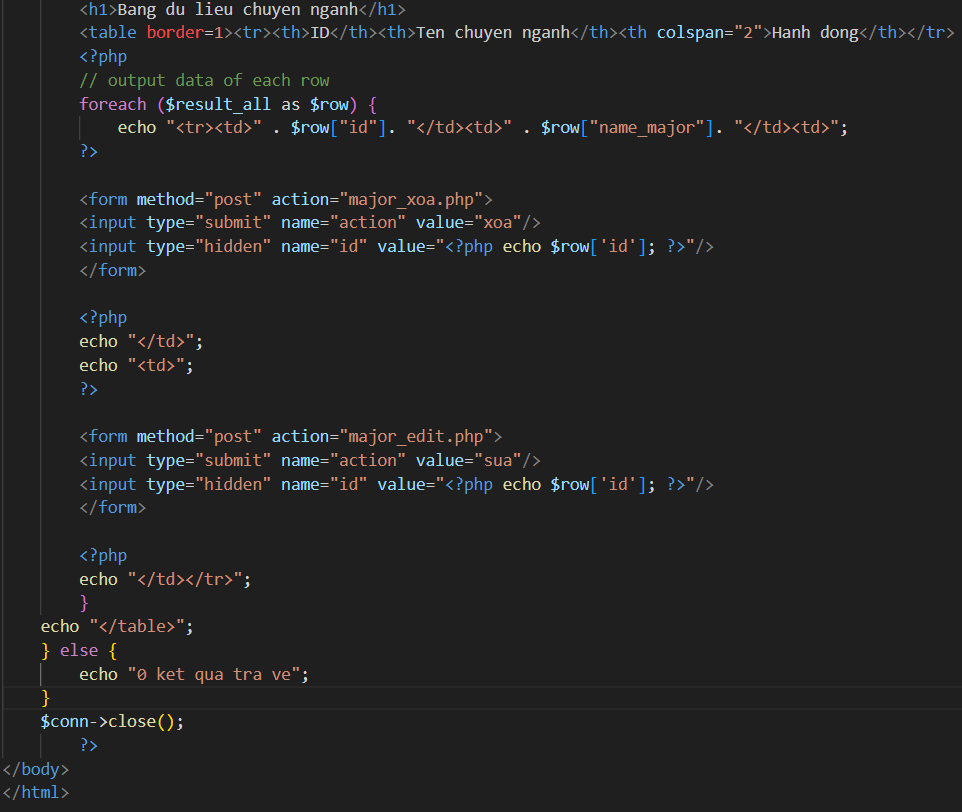 <h1>Bang du lieu chuyen nganh</h1>
<table border=1><tr><th>ID</th><th>Ten chuyen nganh</th><th colspan="2">Hanh dong</th></tr>
<?php
// output data of each row
foreach ($result_all as $row) {
echo "<tr><td>" . $row["id"]. "</td><td>" . $row["name_major"]. "</td><td>";
?>
<form method="post" action="major_xoa.php">
<input type="submit" name="action" value="xoa"/>
<input type="hidden" name="id" value="<?php echo $row['id']; ?>"/>
</form>
<?php
echo "</td>";
echo "<td>";
?>
<form method="post" action="major_edit.php">
<input type="submit" name="action" value="sua"/>
<input type="hidden" name="id" value="<?php echo $row['id']; ?>"/>
</form>
<?php
echo "</td></tr>";
}
echo "</table>";
} else {
echo "0 ket qua tra ve";
}
$conn->close();
?>
</body>
</html>